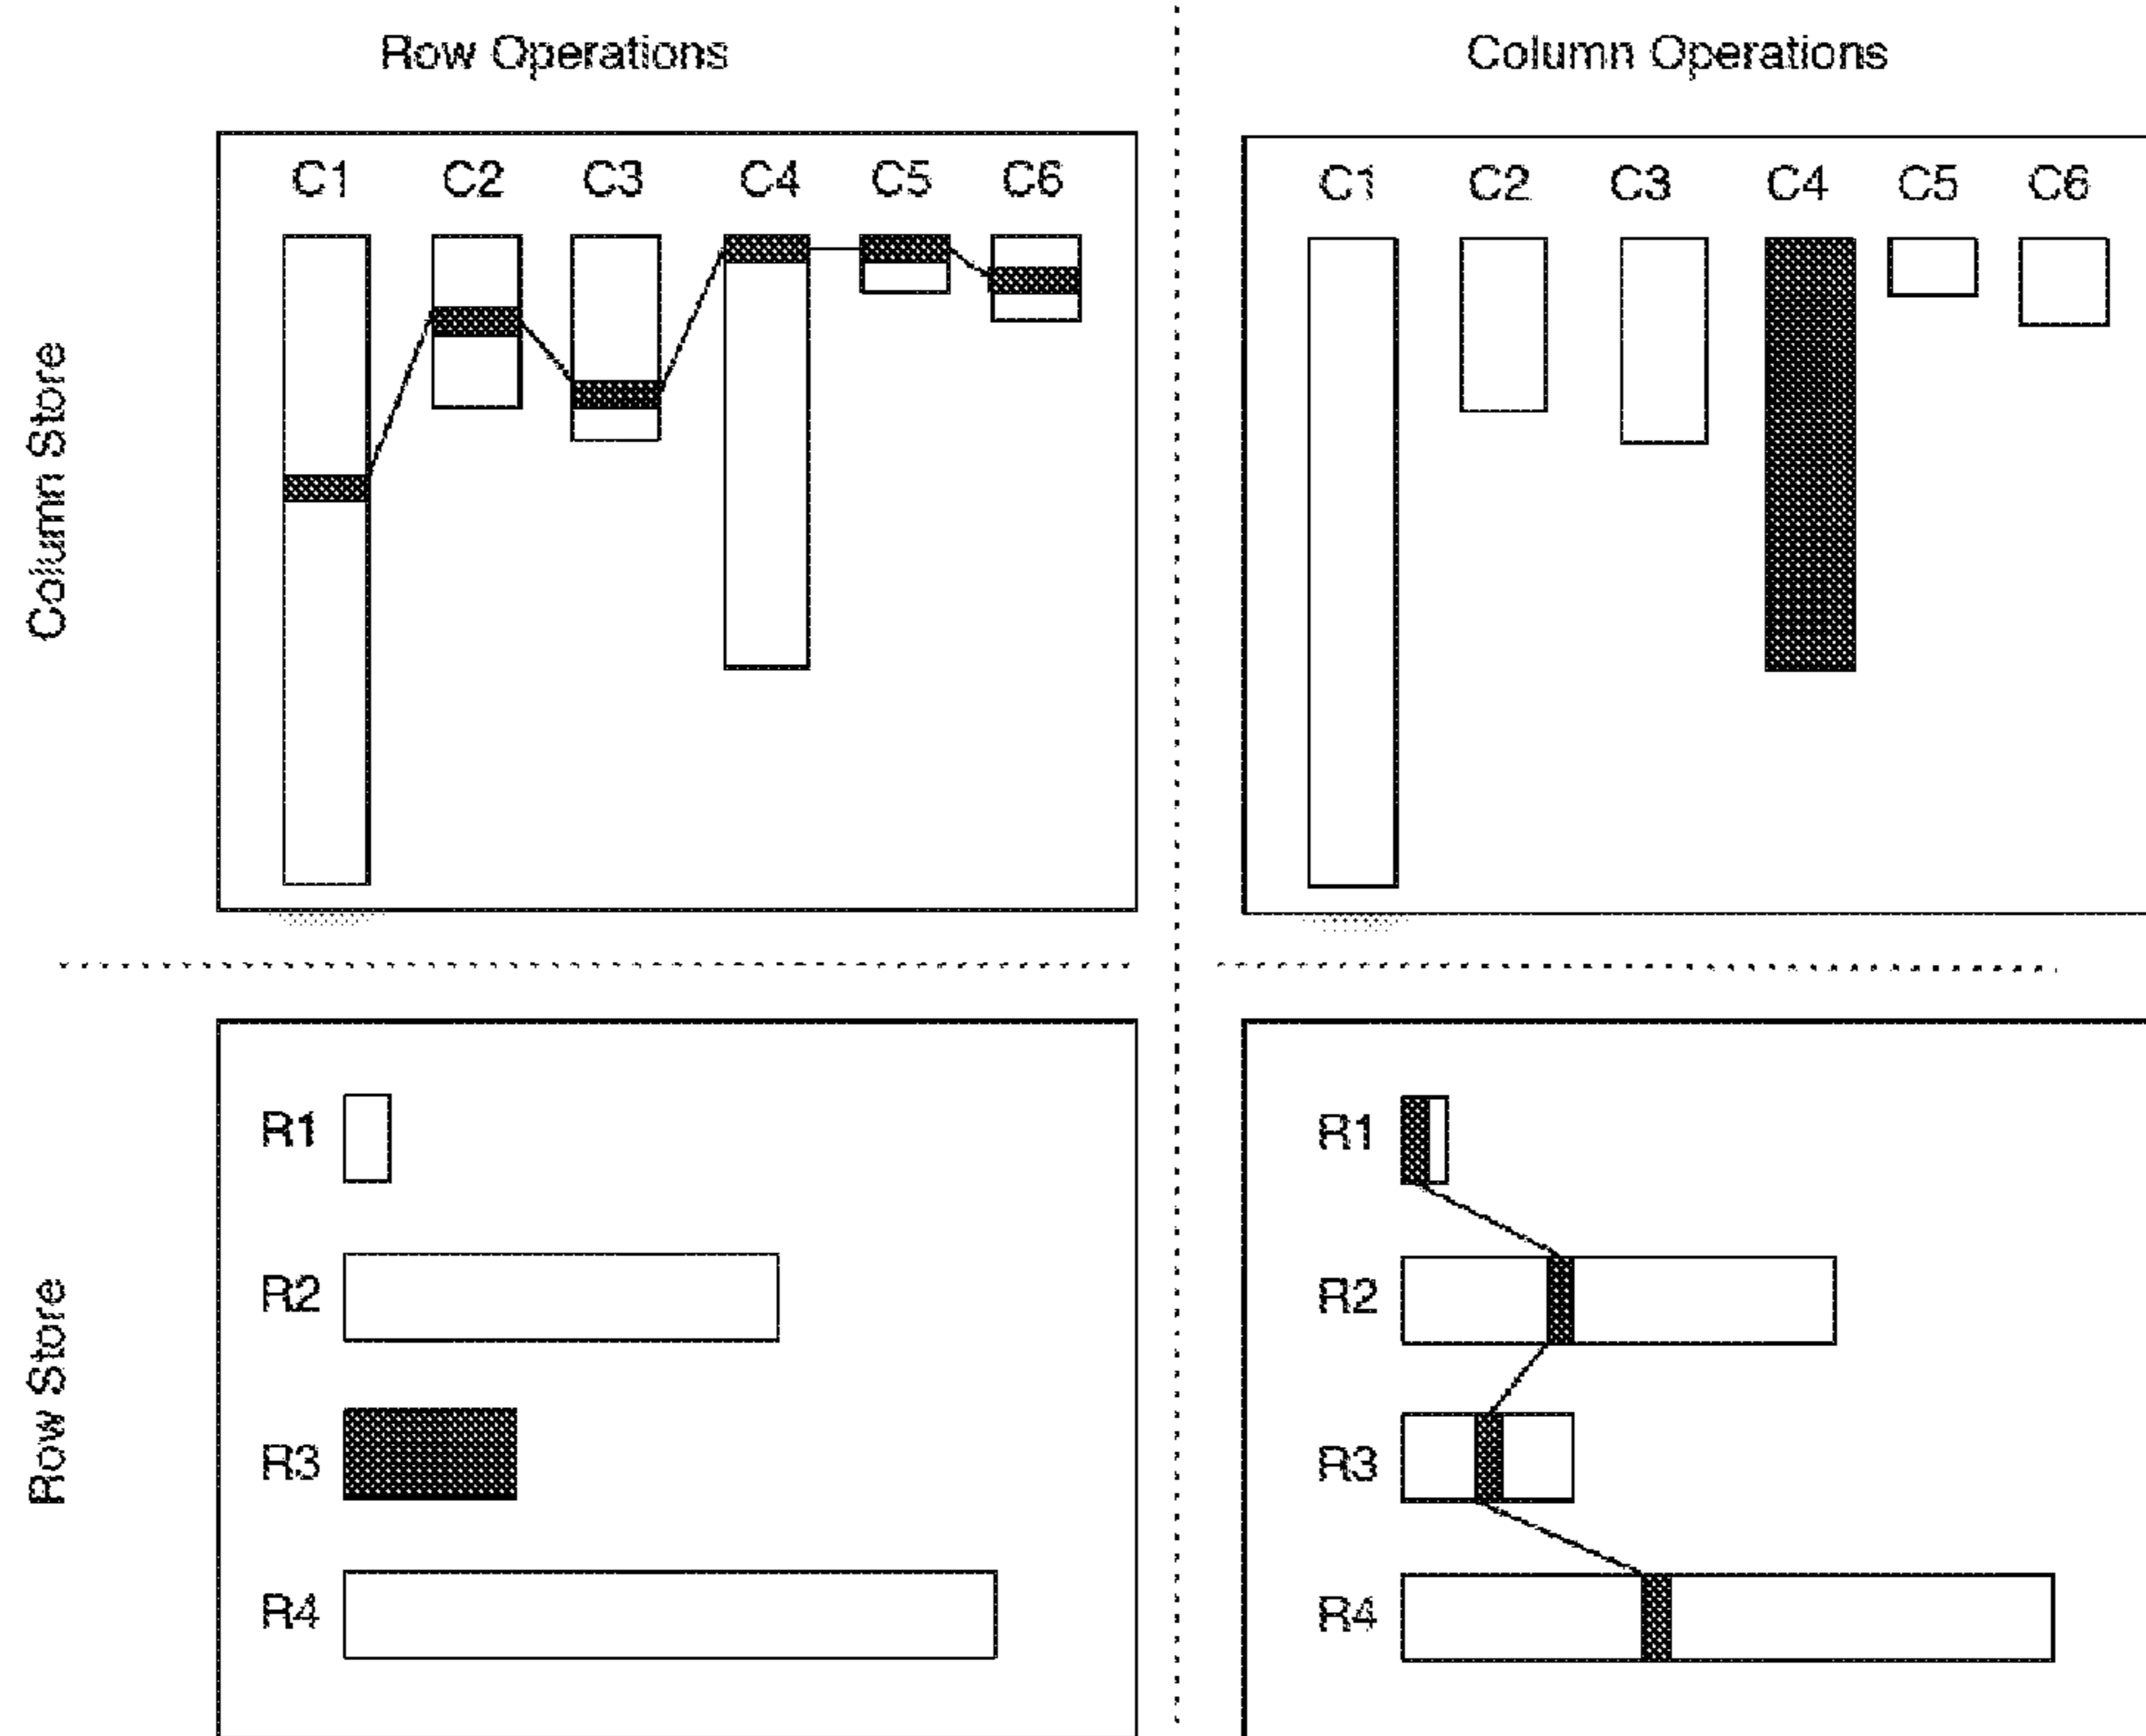 Row Operations
Column Operations
Column Store
C1 C2 C3 C4 C5 C6
C1 C2 C3 C4 C5 C6
Row Store
R1
R2
R3
R4
R1
R2
R3
R4